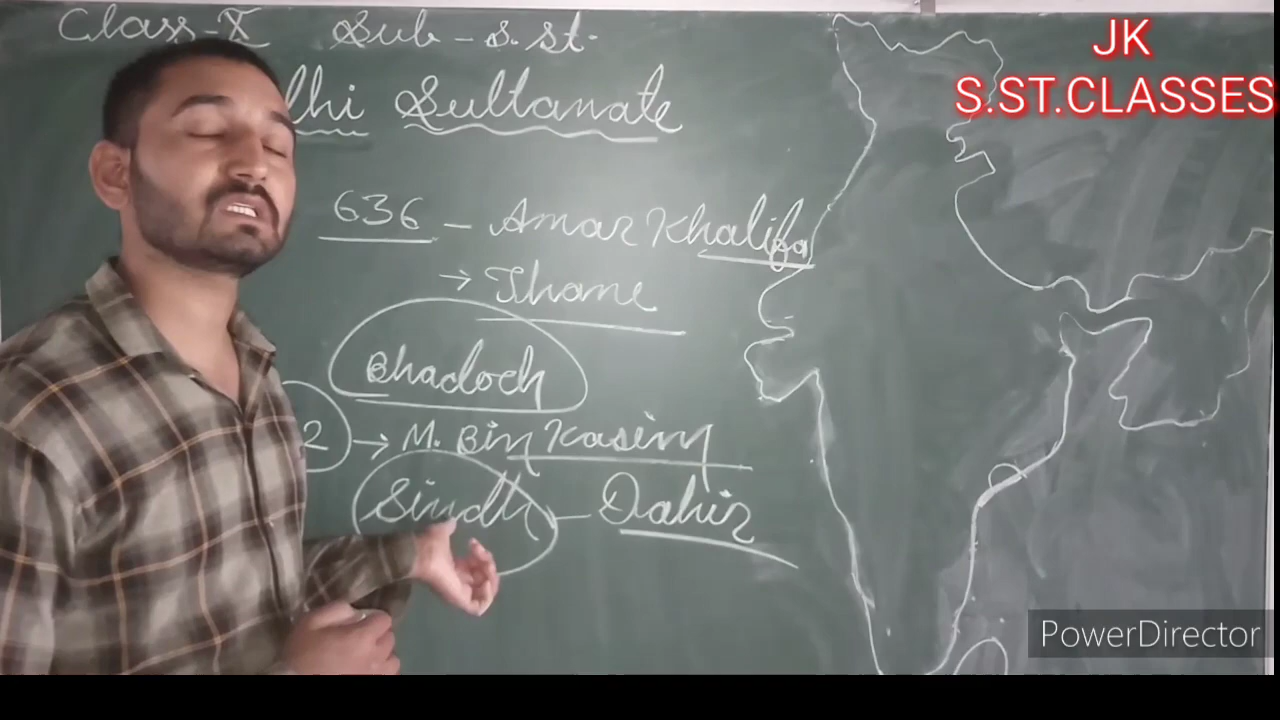 Class-X Sub - S.st.
JK
S.ST.CLASSES
lhi Sultanate
636 - Amar Khalifa
→ Thane
Bhadoch
2 → M. Bin Kasim
Sindh - Dahir
PowerDirector